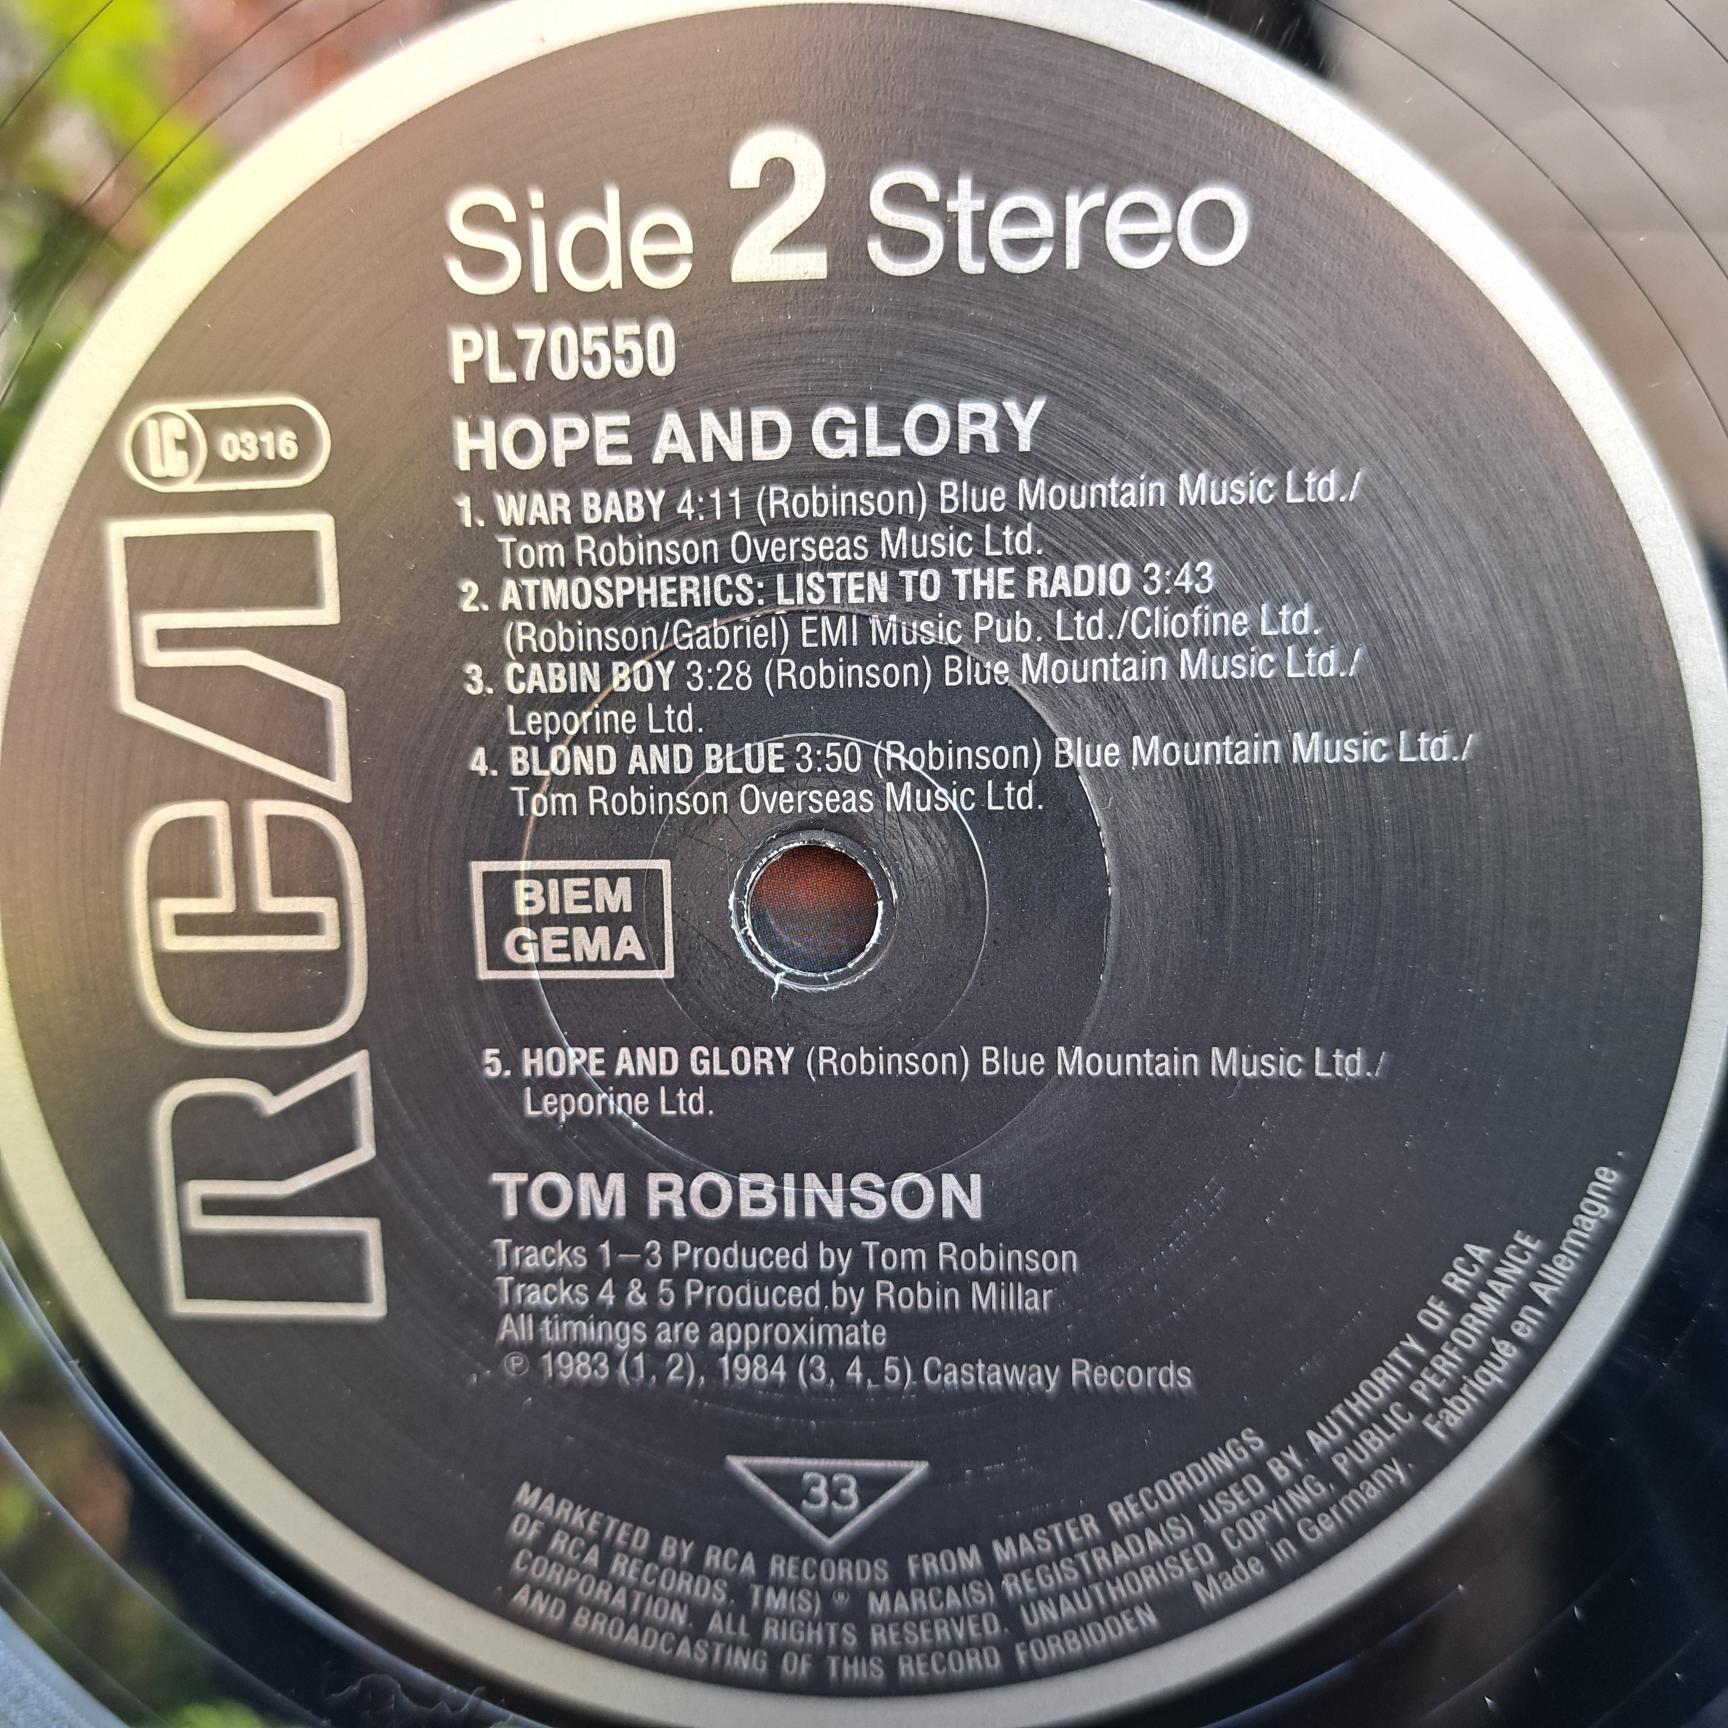 Side 2 Stereo
PL70550
LC 0316
RCA
HOPE AND GLORY
1. WAR BABY 4:11 (Robinson) Blue Mountain Music Ltd./
Tom Robinson Overseas Music Ltd.
2. ATMOSPHERICS: LISTEN TO THE RADIO 3:43
(Robinson/Gabriel) EMI Music Pub. Ltd./Cliofine Ltd.
3. CABIN BOY 3:28 (Robinson) Blue Mountain Music Ltd./
Leporine Ltd.
4. BLOND AND BLUE 3:50 (Robinson) Blue Mountain Music Ltd./
Tom Robinson Overseas Music Ltd.
BIEM
GEMA
5. HOPE AND GLORY (Robinson) Blue Mountain Music Ltd./
Leporine Ltd.
TOM ROBINSON
Tracks 1–3 Produced by Tom Robinson
Tracks 4 & 5 Produced by Robin Millar
All timings are approximate
℗ 1983 (1, 2), 1984 (3, 4, 5) Castaway Records
33
MARKETED BY RCA RECORDS FROM MASTER RECORDINGS
OF RCA RECORDS. TM(S) ® MARCA(S) REGISTRADA(S) USED BY AUTHORITY OF RCA
CORPORATION. ALL RIGHTS RESERVED. UNAUTHORISED COPYING, PUBLIC PERFORMANCE
AND BROADCASTING OF THIS RECORD FORBIDDEN Made in Germany. Fabriqué en Allemagne.